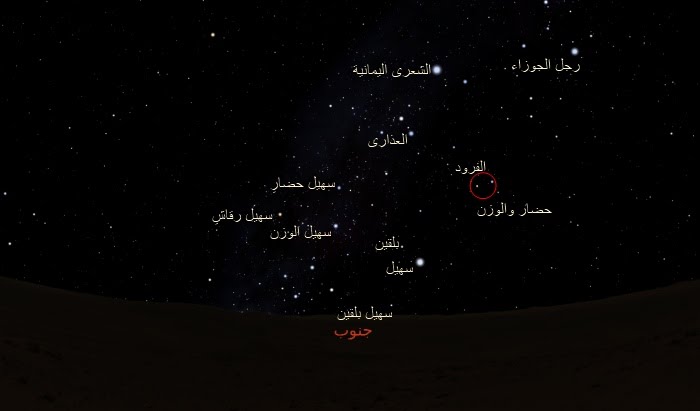 رجل الجوزاء
الشعرى اليمانية
العذارى
الفرود
سهيل حضار
حضار والوزن
سهيل رقاش
سهيل الوزن
بلقين
سهيل
سهيل بلقين
جنوب